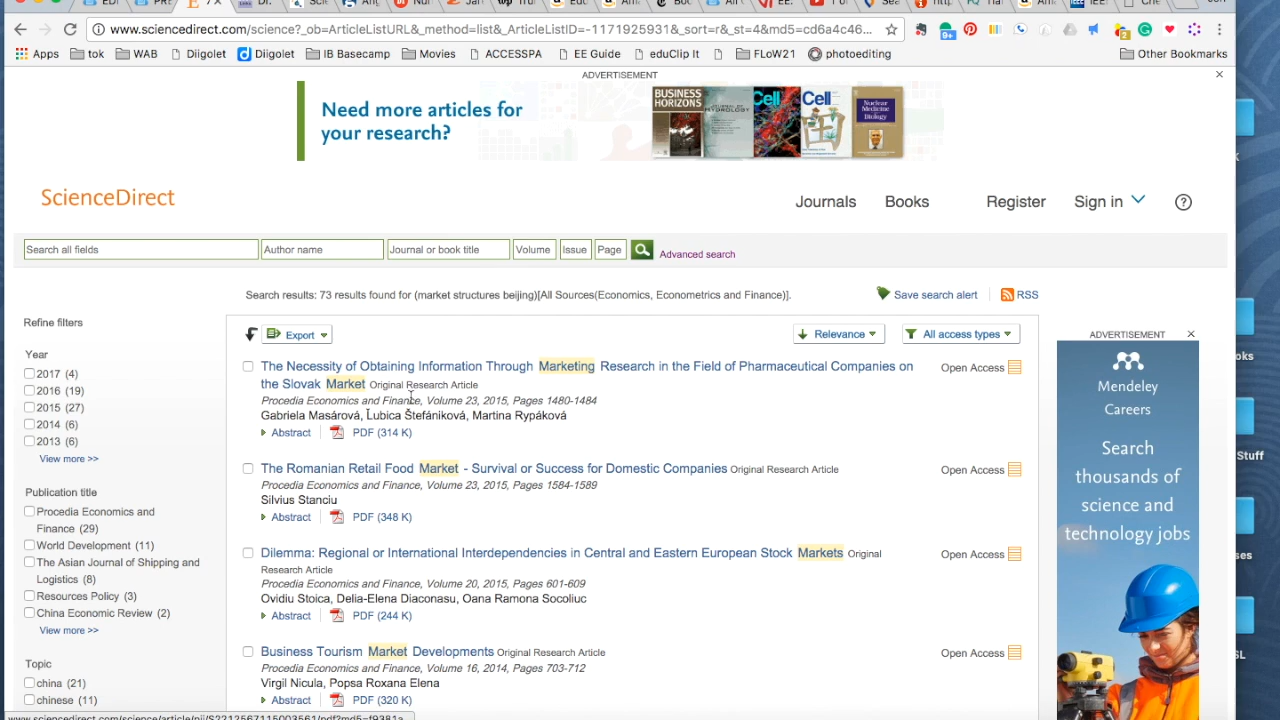 www.sciencedirect.com/science?_ob=ArticleListURL&_method=list&_ArticleListID=-1171925931&_sort=r&_st=4&md5=cd6a4c46...
Apps tok WAB Diigolet Diigolet IB Basecamp Movies ACCESSPA EE Guide eduClip It FLoW21 photoediting Other Bookmarks
ADVERTISEMENT
Need more articles for
your research?
BUSINESS
HORIZONS
Cell
Cell
Nuclear
Medicine
Biology
ScienceDirect
Journals Books Register Sign in ?
Search all fields Author name Journal or book title Volume Issue Page Advanced search
Search results: 73 results found for (market structures beijing)[All Sources(Economics, Econometrics and Finance)].
Save search alert RSS
Refine filters
Year
2017 (4)
2016 (19)
2015 (27)
2014 (6)
2013 (6)
View more >>
Publication title
Procedia Economics and
Finance (29)
World Development (11)
The Asian Journal of Shipping and
Logistics (8)
Resources Policy (3)
China Economic Review (2)
View more >>
Topic
china (21)
chinese (11)
Export Relevance All access types
The Necessity of Obtaining Information Through Marketing Research in the Field of Pharmaceutical Companies on
the Slovak Market Original Research Article
Open Access
Procedia Economics and Finance, Volume 23, 2015, Pages 1480-1484
Gabriela Masárová, Ľubica Štefániková, Martina Rypáková
Abstract PDF (314 K)
The Romanian Retail Food Market - Survival or Success for Domestic Companies Original Research Article
Open Access
Procedia Economics and Finance, Volume 23, 2015, Pages 1584-1589
Silvius Stanciu
Abstract PDF (348 K)
Dilemma: Regional or International Interdependencies in Central and Eastern European Stock Markets Original
Research Article
Open Access
Procedia Economics and Finance, Volume 20, 2015, Pages 601-609
Ovidiu Stoica, Delia-Elena Diaconasu, Oana Ramona Socoliuc
Abstract PDF (244 K)
Business Tourism Market Developments Original Research Article
Open Access
Procedia Economics and Finance, Volume 16, 2014, Pages 703-712
Virgil Nicula, Popsa Roxana Elena
Abstract PDF (320 K)
ADVERTISEMENT
Mendeley
Careers
Search
thousands of
science and
technology jobs
Stuff